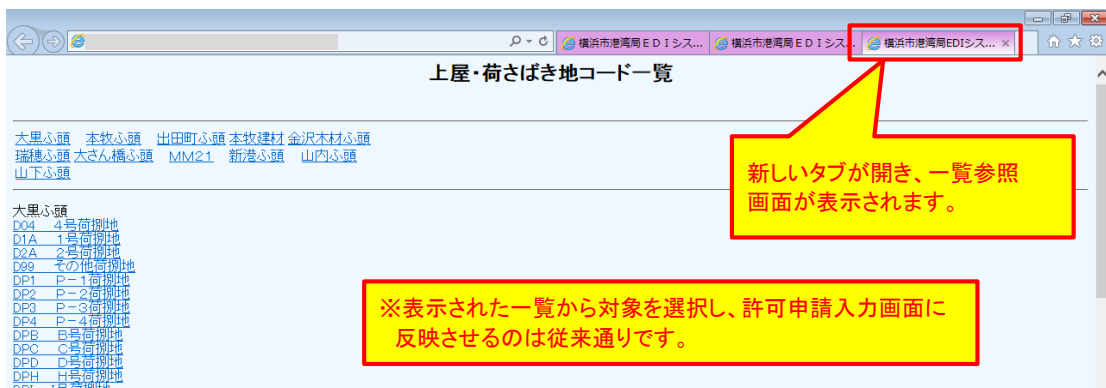 横浜市港湾局ＥＤＩシス... 横浜市港湾局ＥＤＩシス... 横浜市港湾局EDIシス... ×
上屋・荷さばき地コード一覧
大黒ふ頭 本牧ふ頭 出田町ふ頭 本牧建材 金沢木材ふ頭
瑞穂ふ頭 大さん橋ふ頭 ＭＭ２１ 新港ふ頭 山内ふ頭
山下ふ頭
新しいタブが開き、一覧参照
画面が表示されます。
大黒ふ頭
D04 ４号荷捌地
D1A １号荷捌地
D2A ２号荷捌地
D99 その他荷捌地
DP1 Ｐ－１荷捌地
DP2 Ｐ－２荷捌地
DP3 Ｐ－３荷捌地
DP4 Ｐ－４荷捌地
DPB Ｂ号荷捌地
DPC Ｃ号荷捌地
DPD Ｄ号荷捌地
DPH Ｈ号荷捌地
DPI Ｉ号荷捌地
※表示された一覧から対象を選択し、許可申請入力画面に
反映させるのは従来通りです。